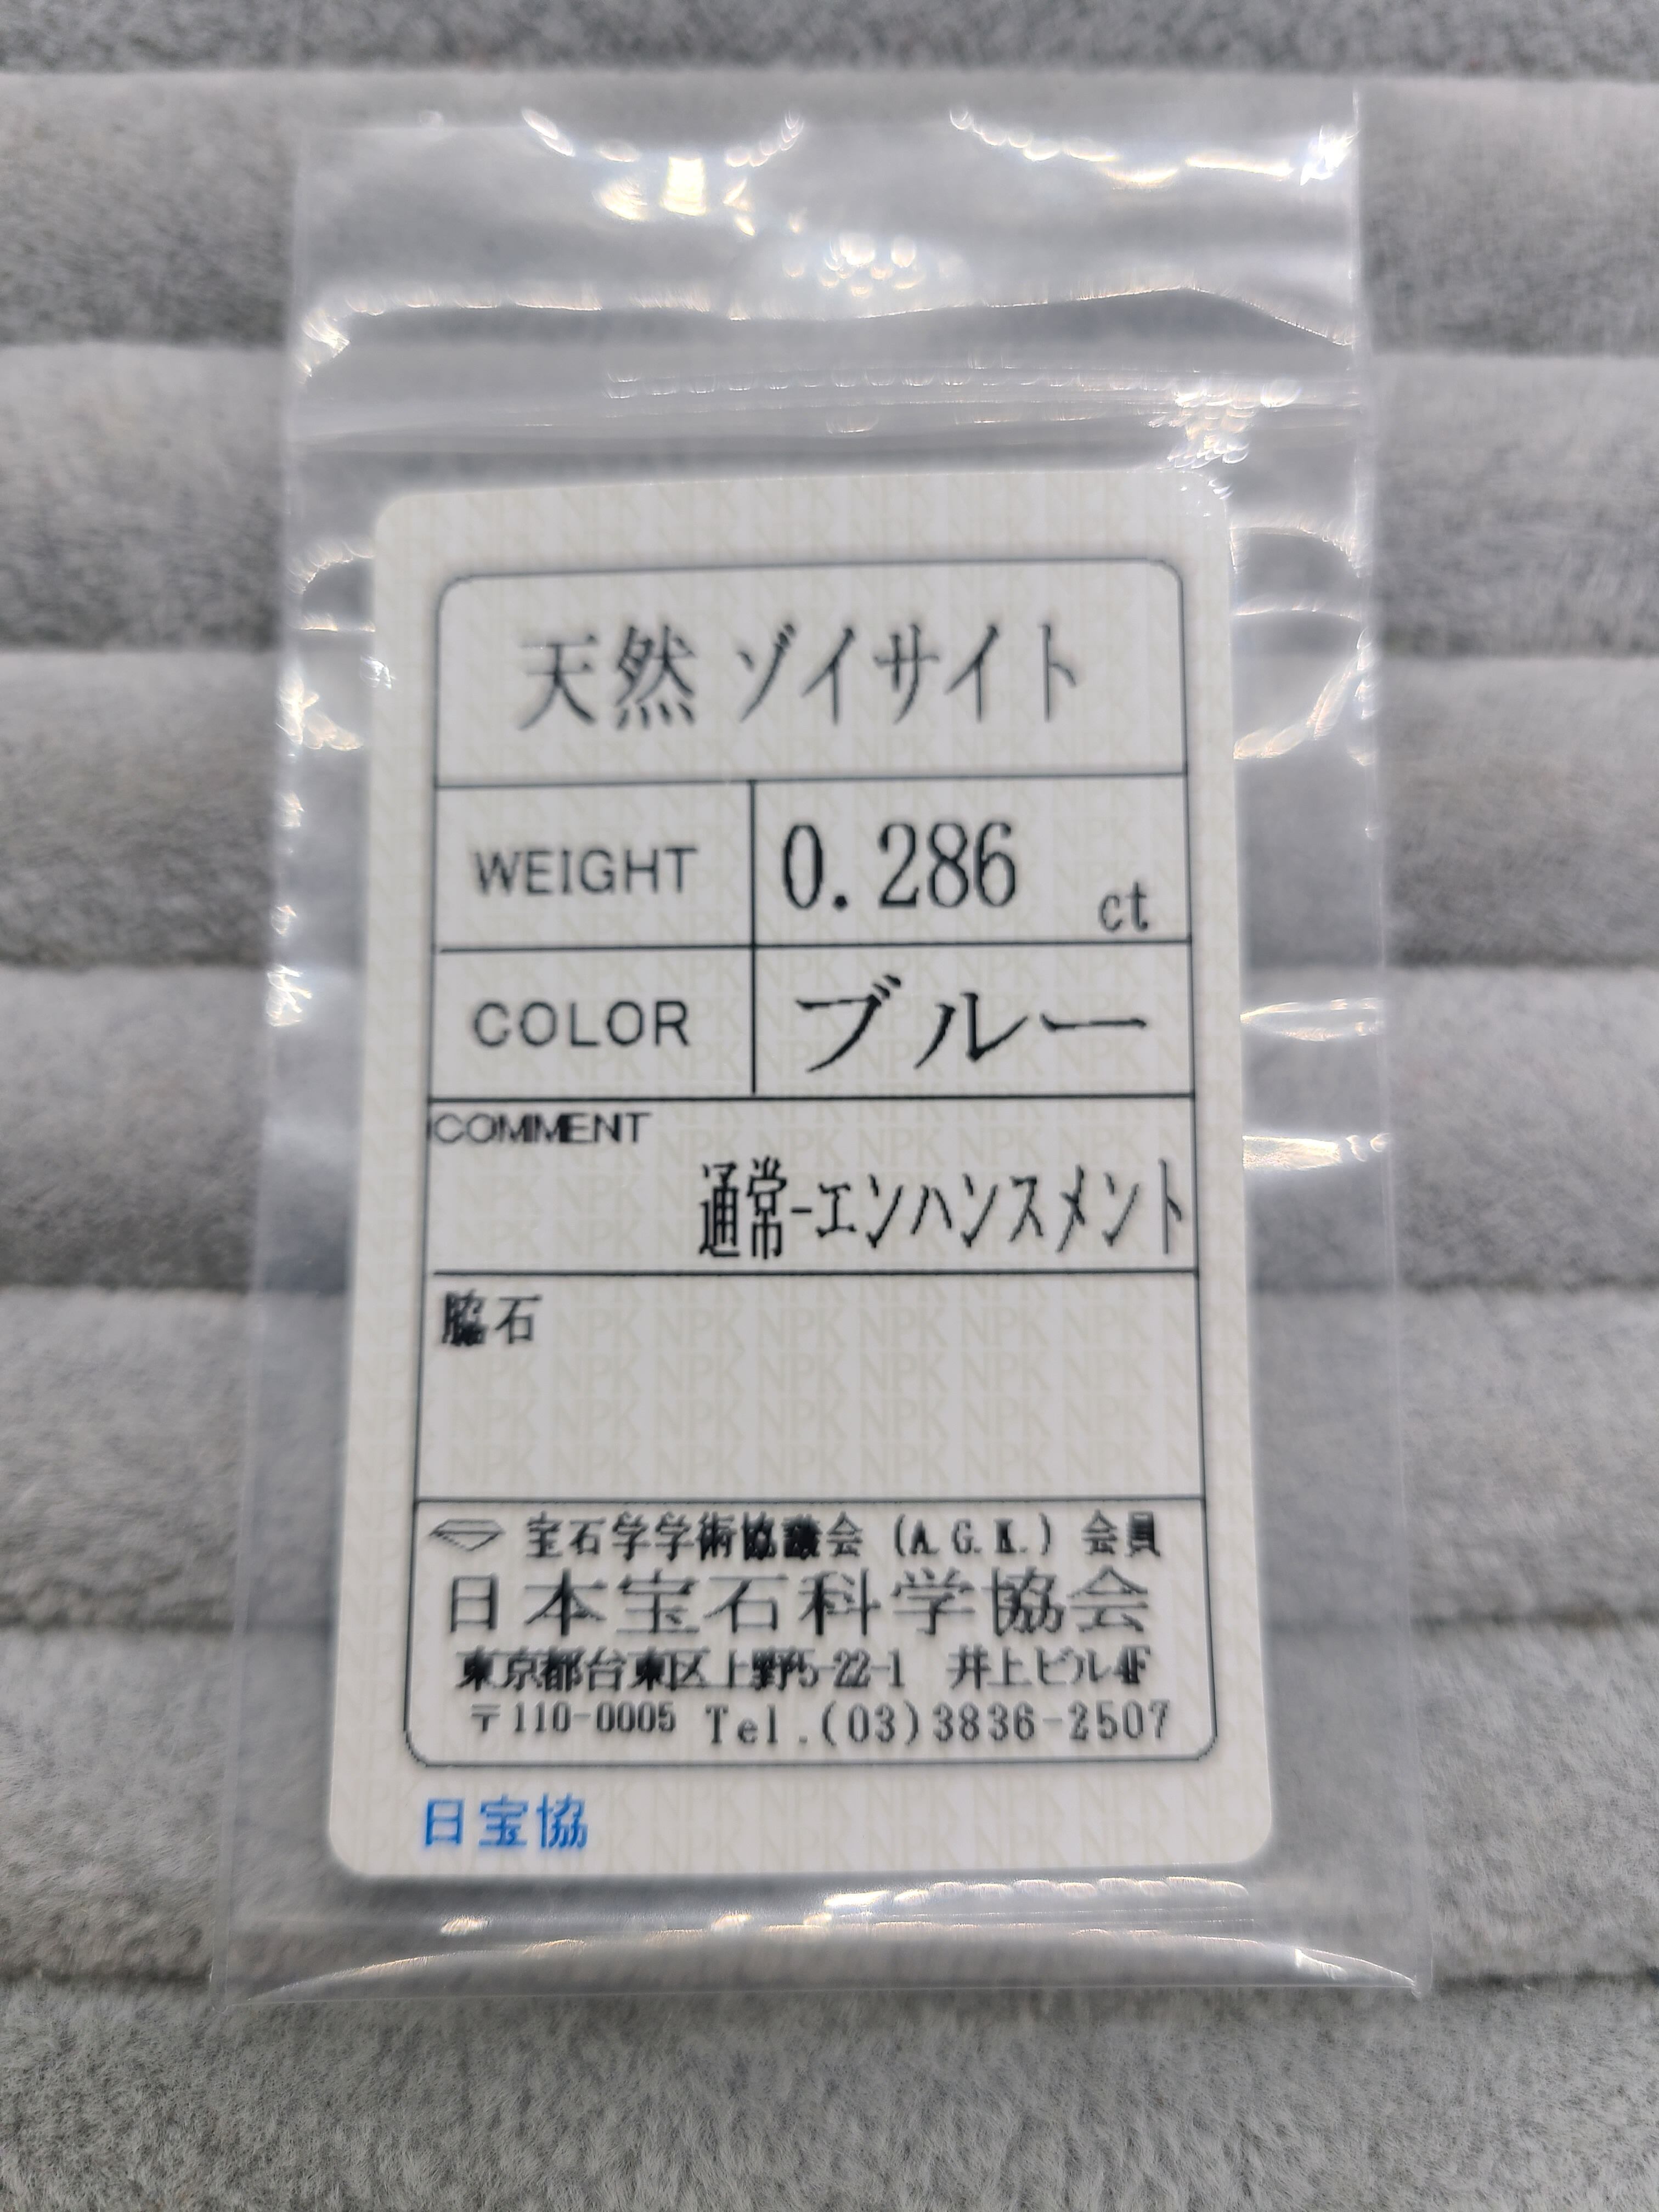 天然 ゾイサイト
WEIGHT 0.286 ct
COLOR ブルー
COMMENT
通常-エンハンスメント
脇石
宝石学学術協議会 (A.G.K.) 会員
日本宝石科学協会
東京都台東区上野5-22-1 井上ビル4F
〒110-0005 Tel.(03)3836-2507
日宝協